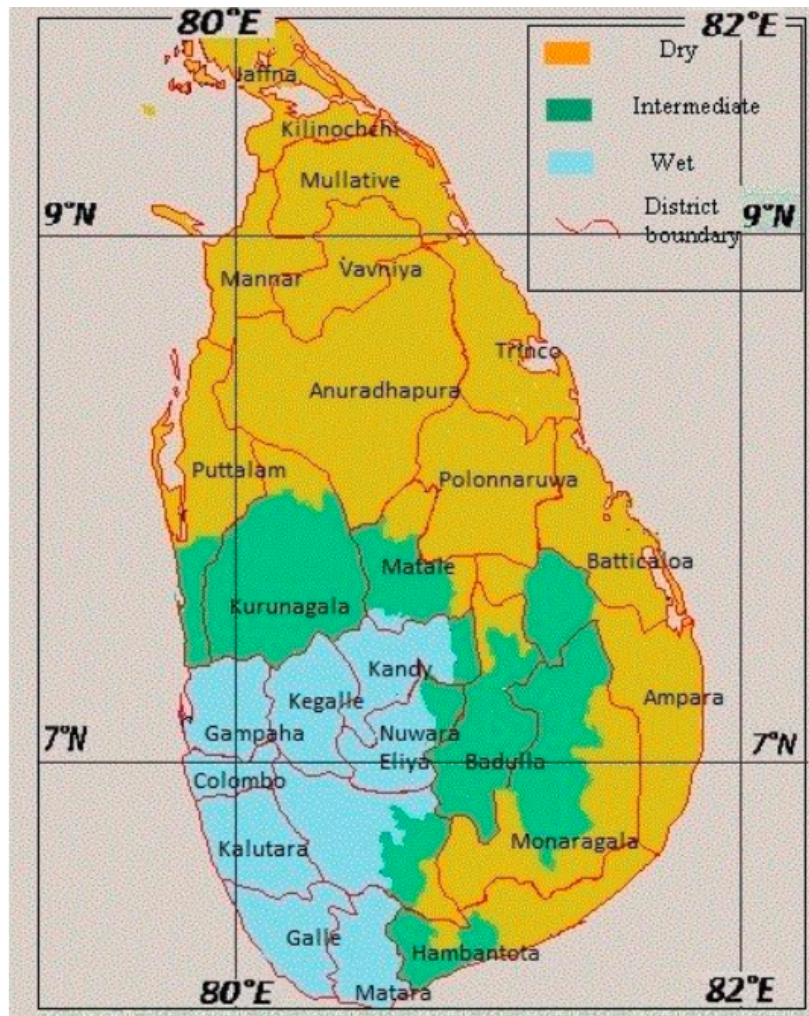 80°E
82°E
Dry
Intermediate
Wet
District
boundary
Jaffna
Kilinochchi
Mullative
9°N
9°N
Mannar
Vavniya
Trinco
Anuradhapura
Puttalam
Polonnaruwa
Matale
Batticaloa
Kurunagala
Kandy
Kegalle
Ampara
Gampaha
Nuwara
Eliya
7°N
7°N
Badulla
Colombo
Kalutara
Monaragala
Galle
Hambantota
Matara
80°E
82°E